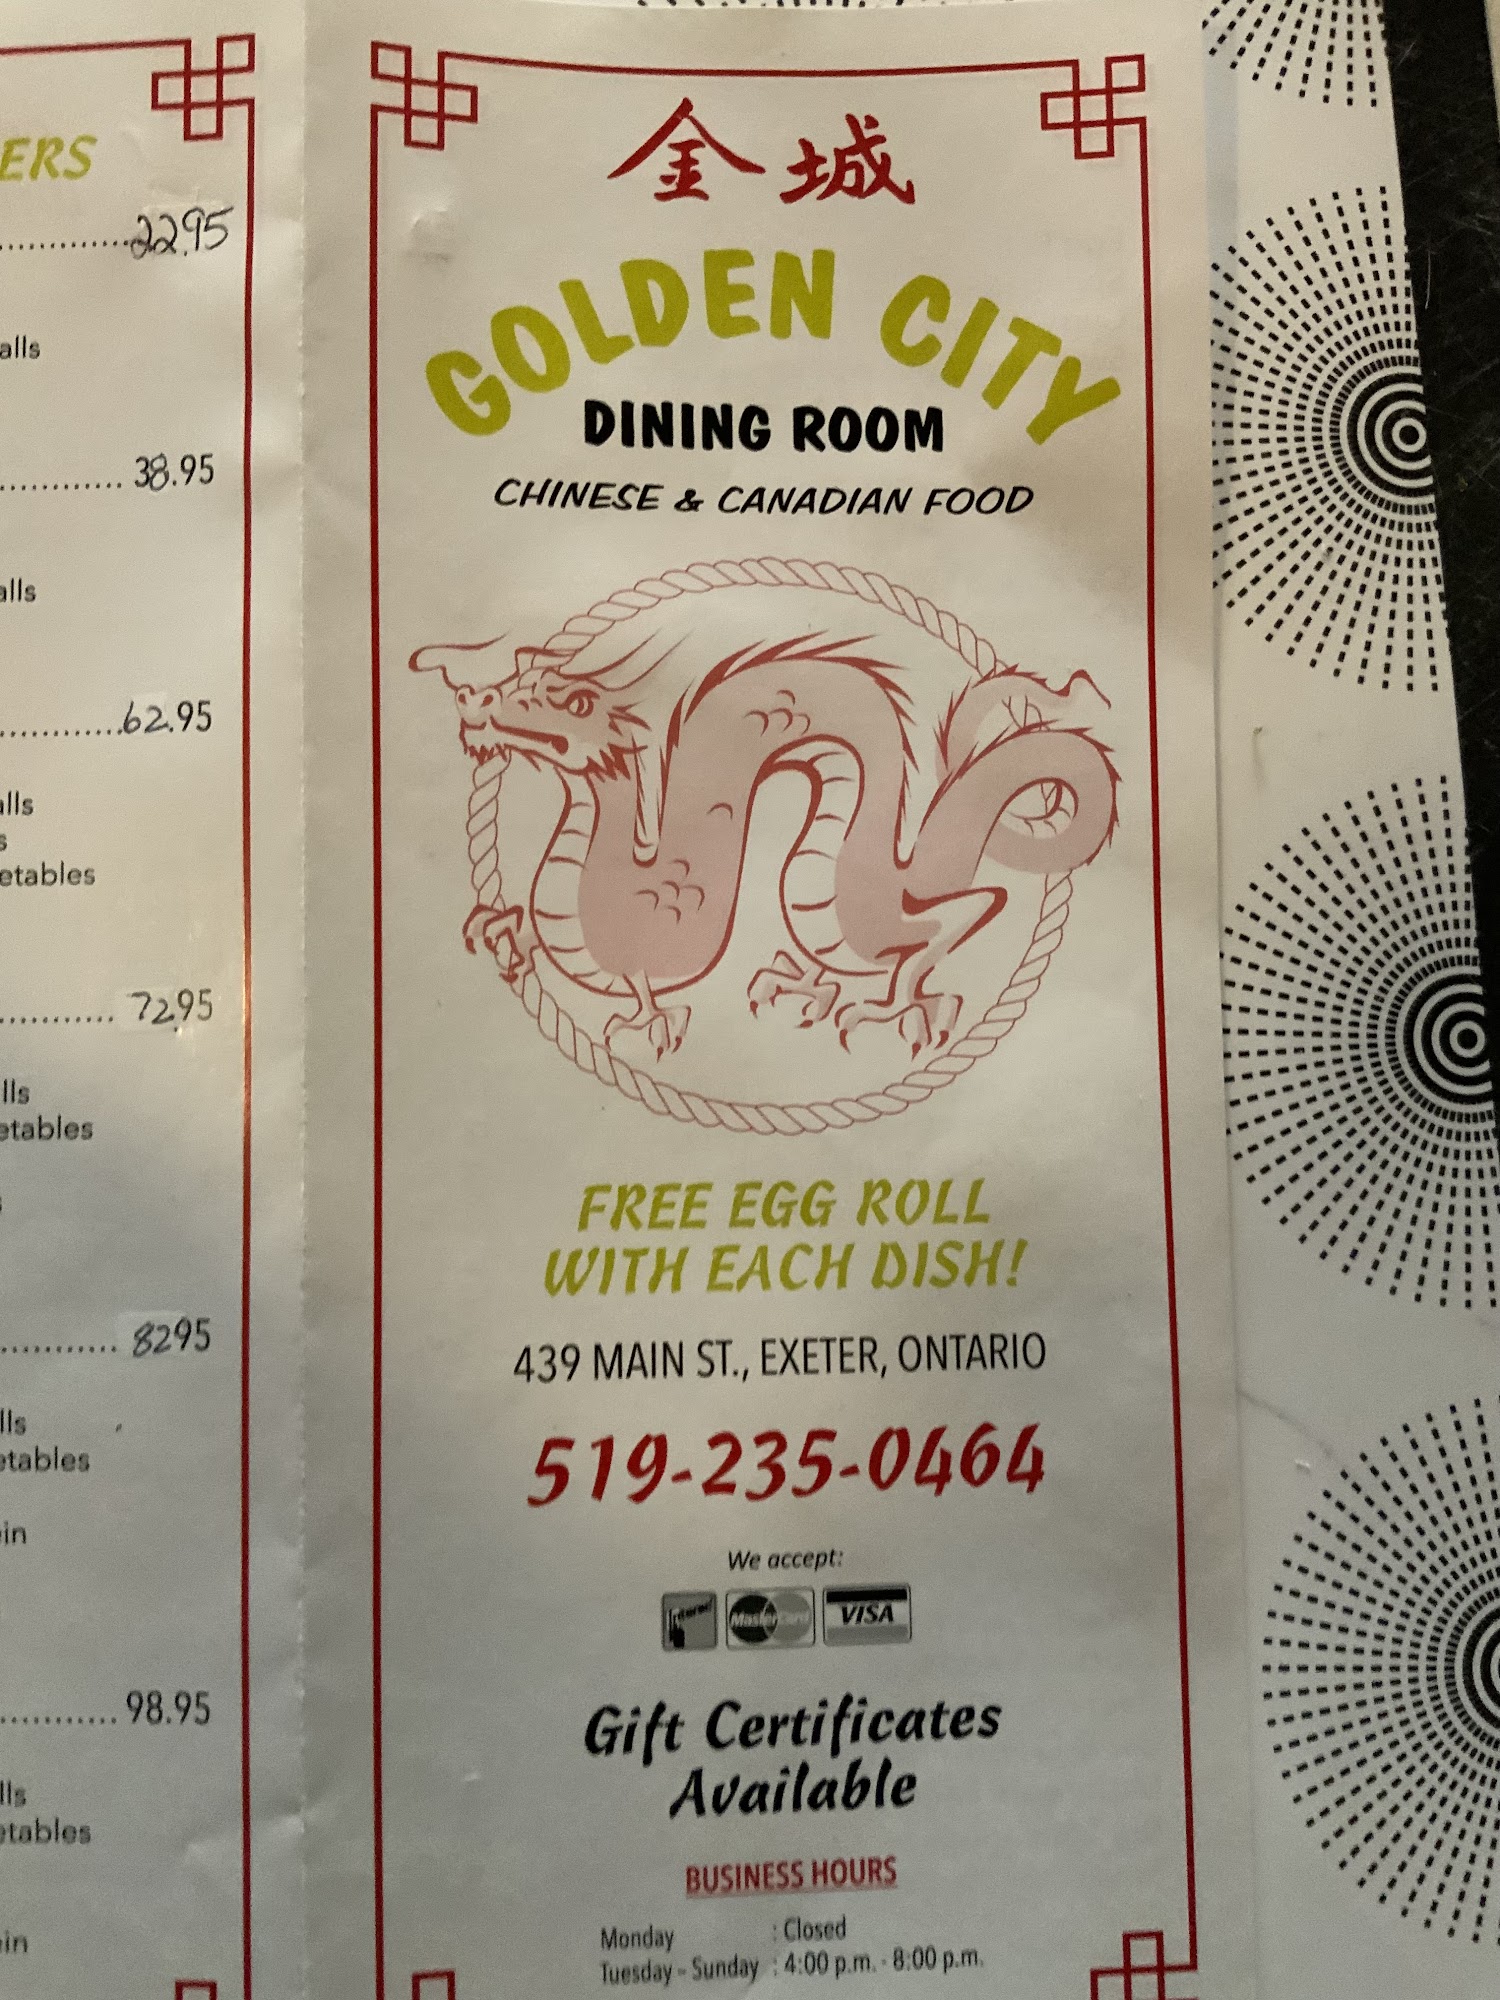 ERS
22.95
alls
38.95
alls
62.95
alls
s
etables
72.95
lls
etables
82.95
lls
etables
in
98.95
lls
etables
in
金城
GOLDEN CITY
DINING ROOM
CHINESE & CANADIAN FOOD
FREE EGG ROLL
WITH EACH DISH!
439 MAIN ST., EXETER, ONTARIO
519-235-0464
We accept:
Interac MasterCard VISA
Gift Certificates
Available
BUSINESS HOURS
Monday : Closed
Tuesday - Sunday : 4:00 p.m. - 8:00 p.m.